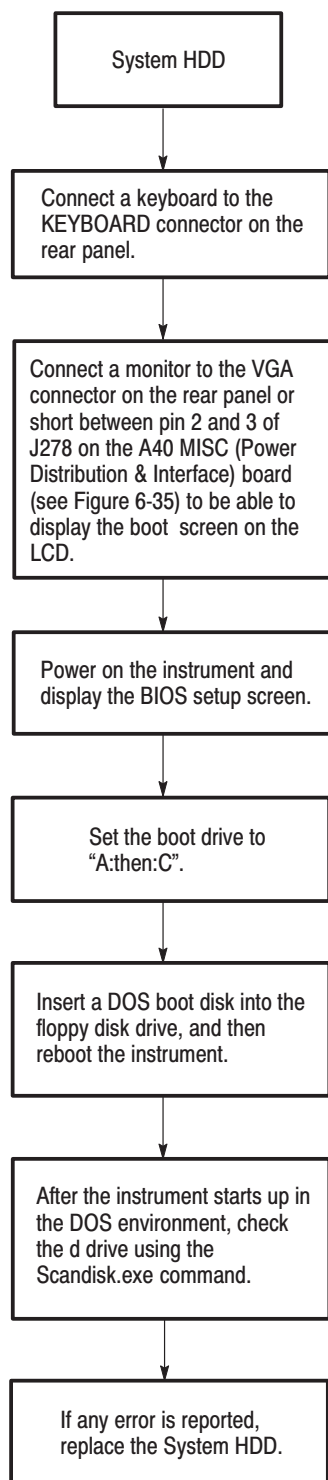 System HDD
Connect a keyboard to the
KEYBOARD connector on the
rear panel.
Connect a monitor to the VGA
connector on the rear panel or
short between pin 2 and 3 of
J278 on the A40 MISC (Power
Distribution & Interface) board
(see Figure 6-35) to be able to
display the boot screen on the
LCD.
Power on the instrument and
display the BIOS setup screen.
Set the boot drive to
“A:then:C”.
Insert a DOS boot disk into the
floppy disk drive, and then
reboot the instrument.
After the instrument starts up in
the DOS environment, check
the d drive using the
Scandisk.exe command.
If any error is reported,
replace the System HDD.